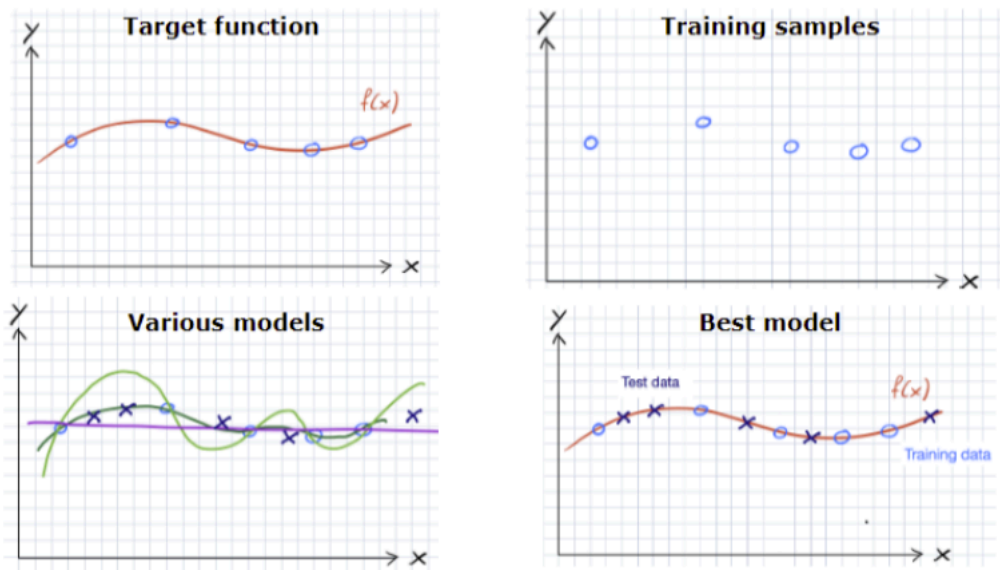 Target function
Y
f(x)
x
Training samples
Y
x
Various models
Y
x
Best model
Y
Test data
f(x)
Training data
x